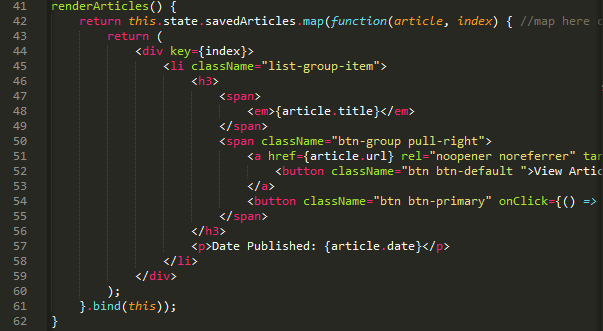 41 renderArticles() {
42     return this.state.savedArticles.map(function(article, index) { //map here
43         return (
44             <div key={index}>
45                 <li className="list-group-item">
46                     <h3>
47                         <span>
48                             <em>{article.title}</em>
49                         </span>
50                         <span className="btn-group pull-right">
51                             <a href={article.url} rel="noopener noreferrer" tar
52                                 <button className="btn btn-default ">View Artic
53                             </a>
54                             <button className="btn btn-primary" onClick={() =>
55                         </span>
56                     </h3>
57                     <p>Date Published: {article.date}</p>
58                 </li>
59             </div>
60         );
61     }.bind(this));
62 }